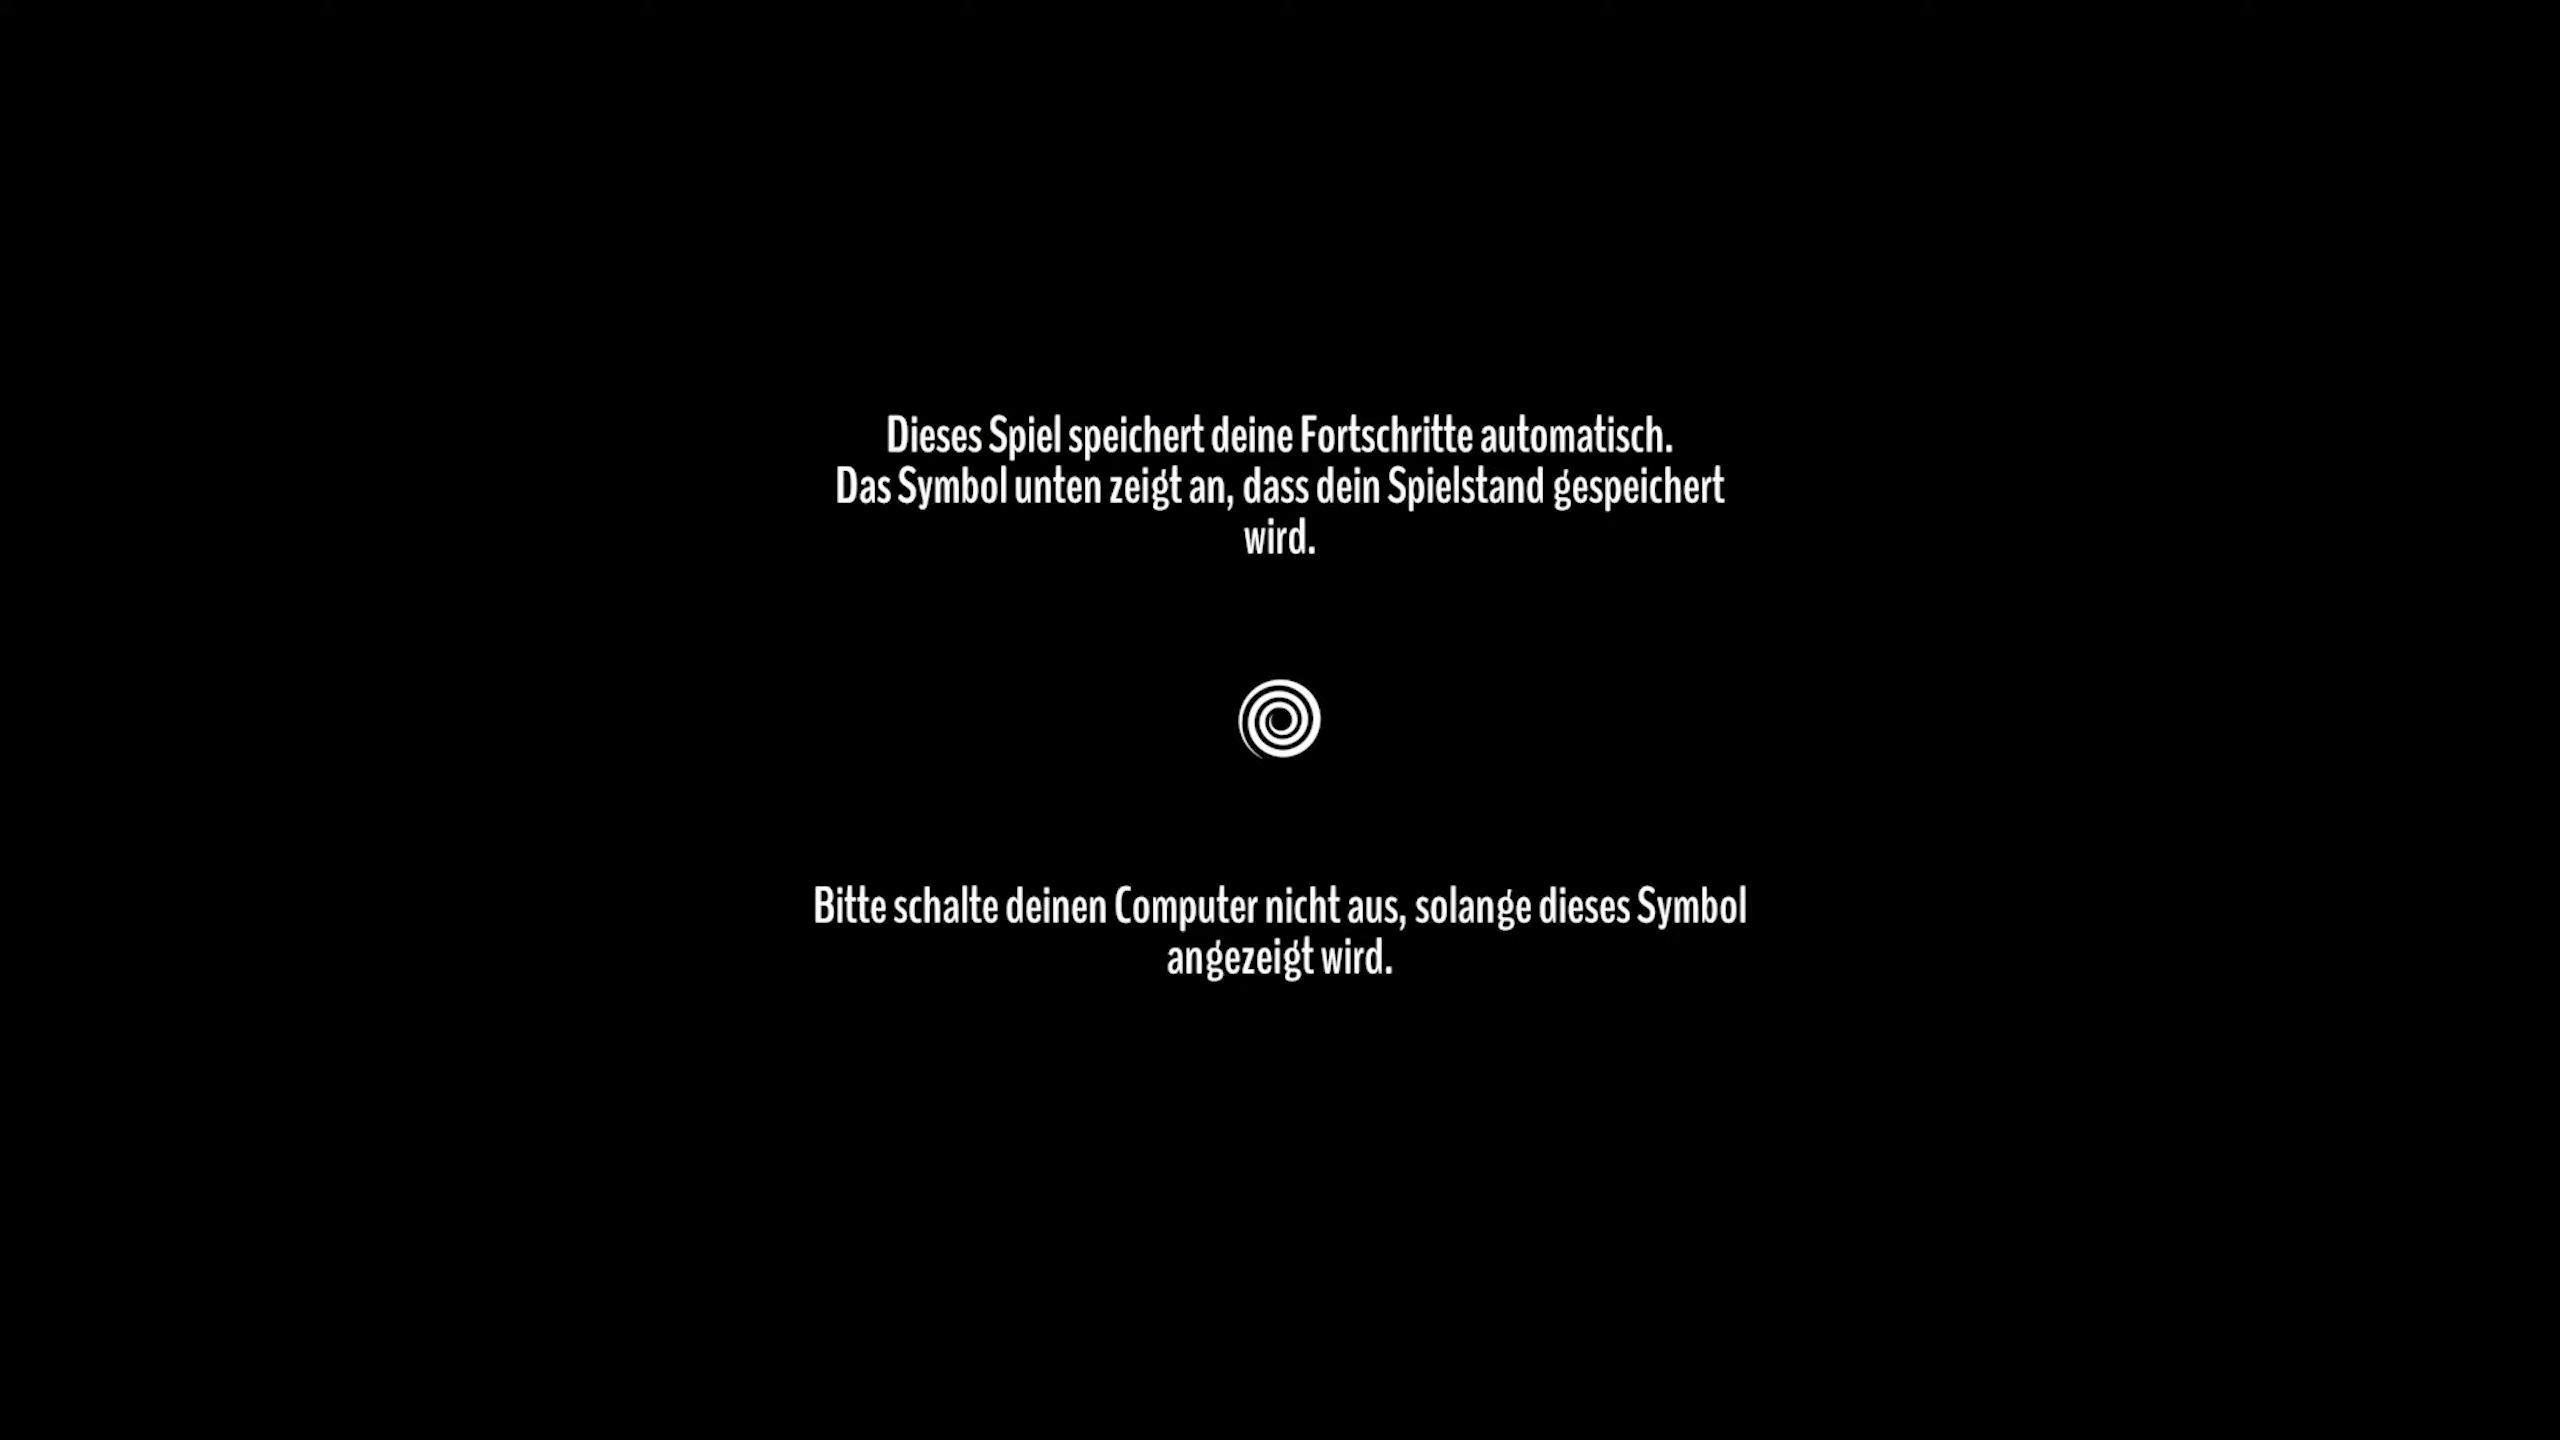 Dieses Spiel speichert deine Fortschritte automatisch.
Das Symbol unten zeigt an, dass dein Spielstand gespeichert
wird.
Bitte schalte deinen Computer nicht aus, solange dieses Symbol
angezeigt wird.